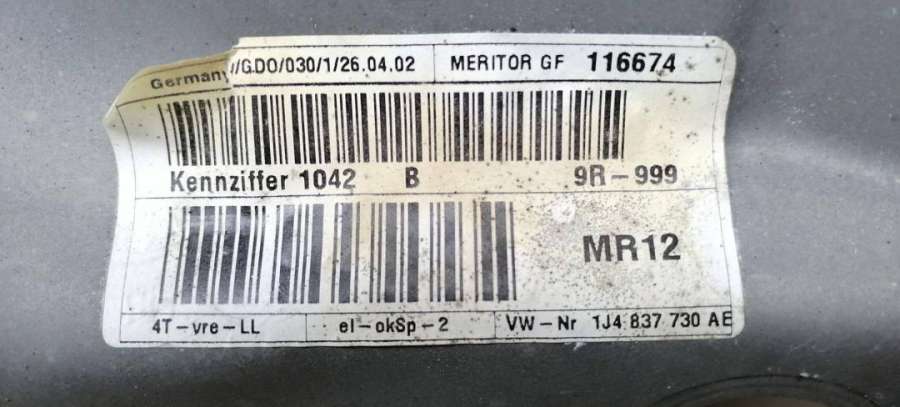 Germany /GDO/030/1/26.04.02 MERITOR GF 116674
Kennziffer 1042 B 9R-999
MR12
4T-vre-LL el-okSp-2 VW-Nr 1J4 837 730 AE